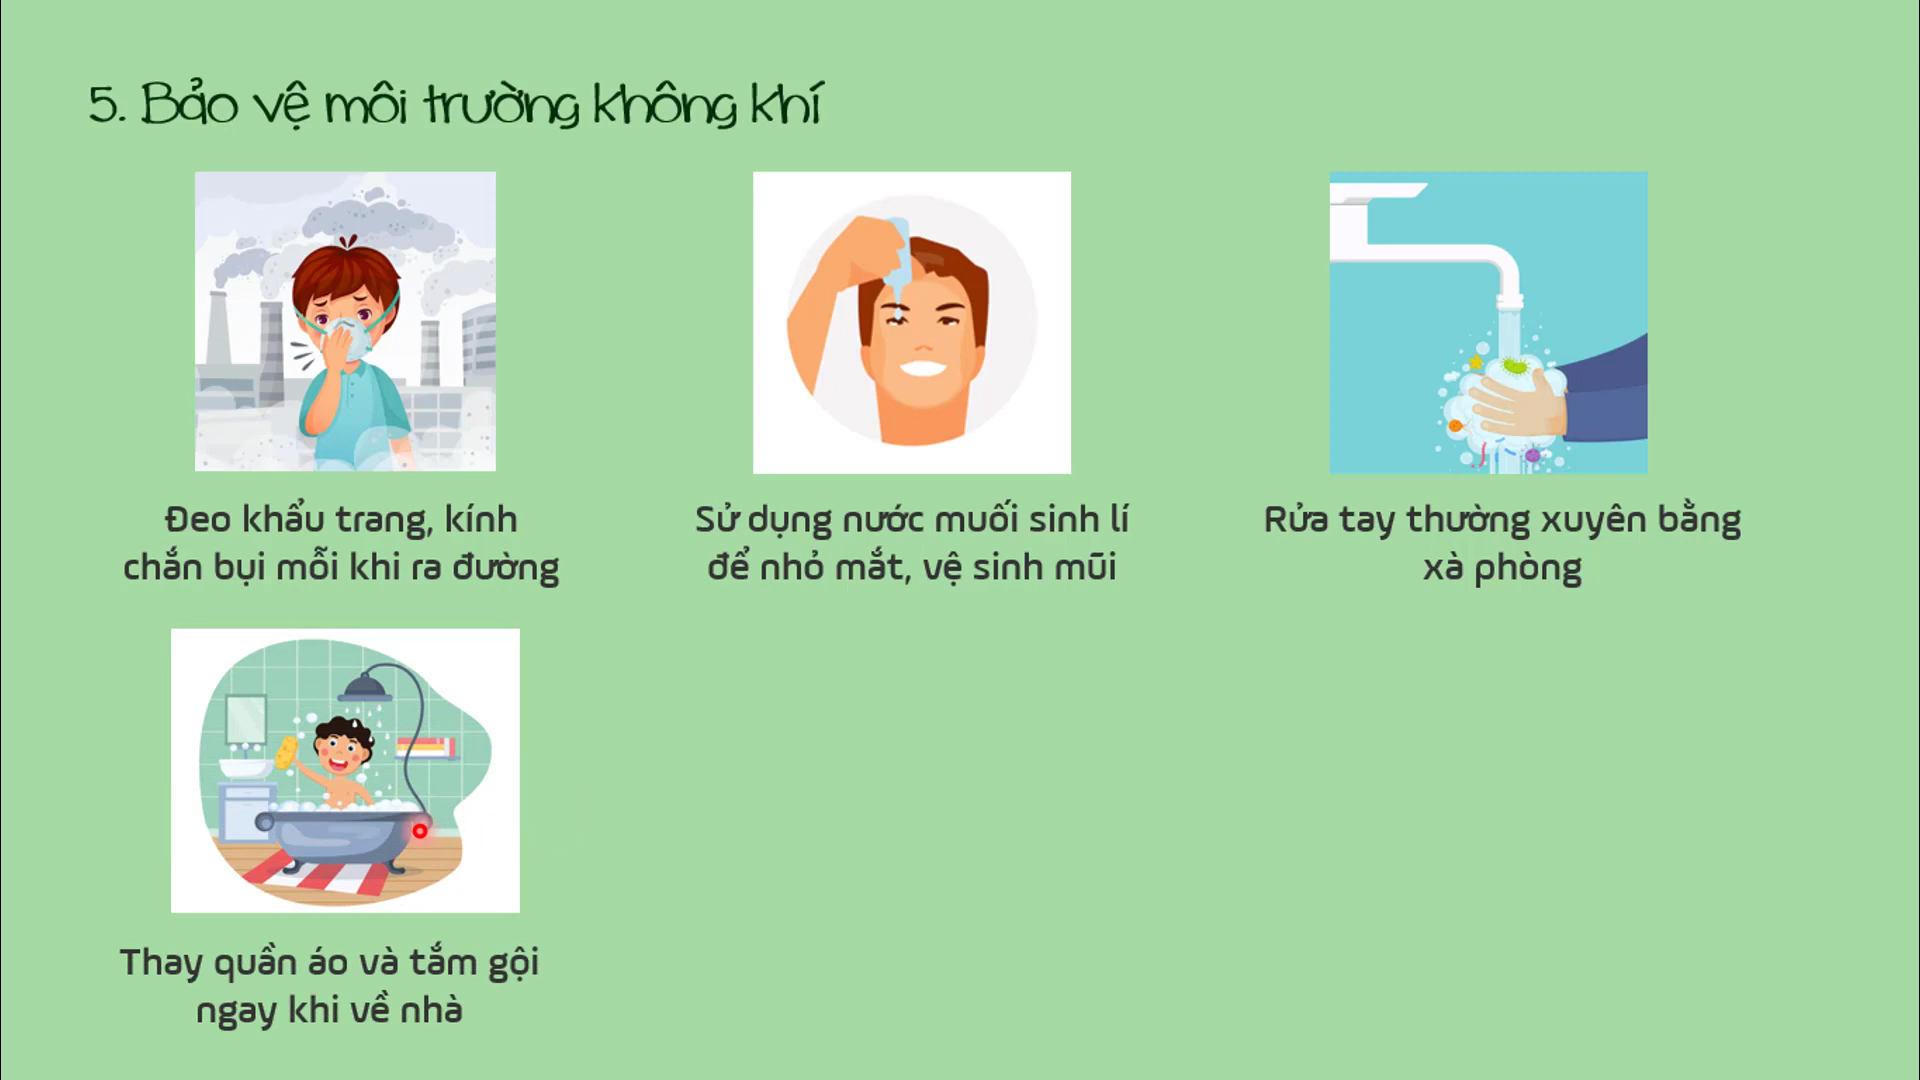 5. Bảo vệ môi trường không khí
Đeo khẩu trang, kính
chắn bụi mỗi khi ra đường
Sử dụng nước muối sinh lí
để nhỏ mắt, vệ sinh mũi
Rửa tay thường xuyên bằng
xà phòng
Thay quần áo và tắm gội
ngay khi về nhà